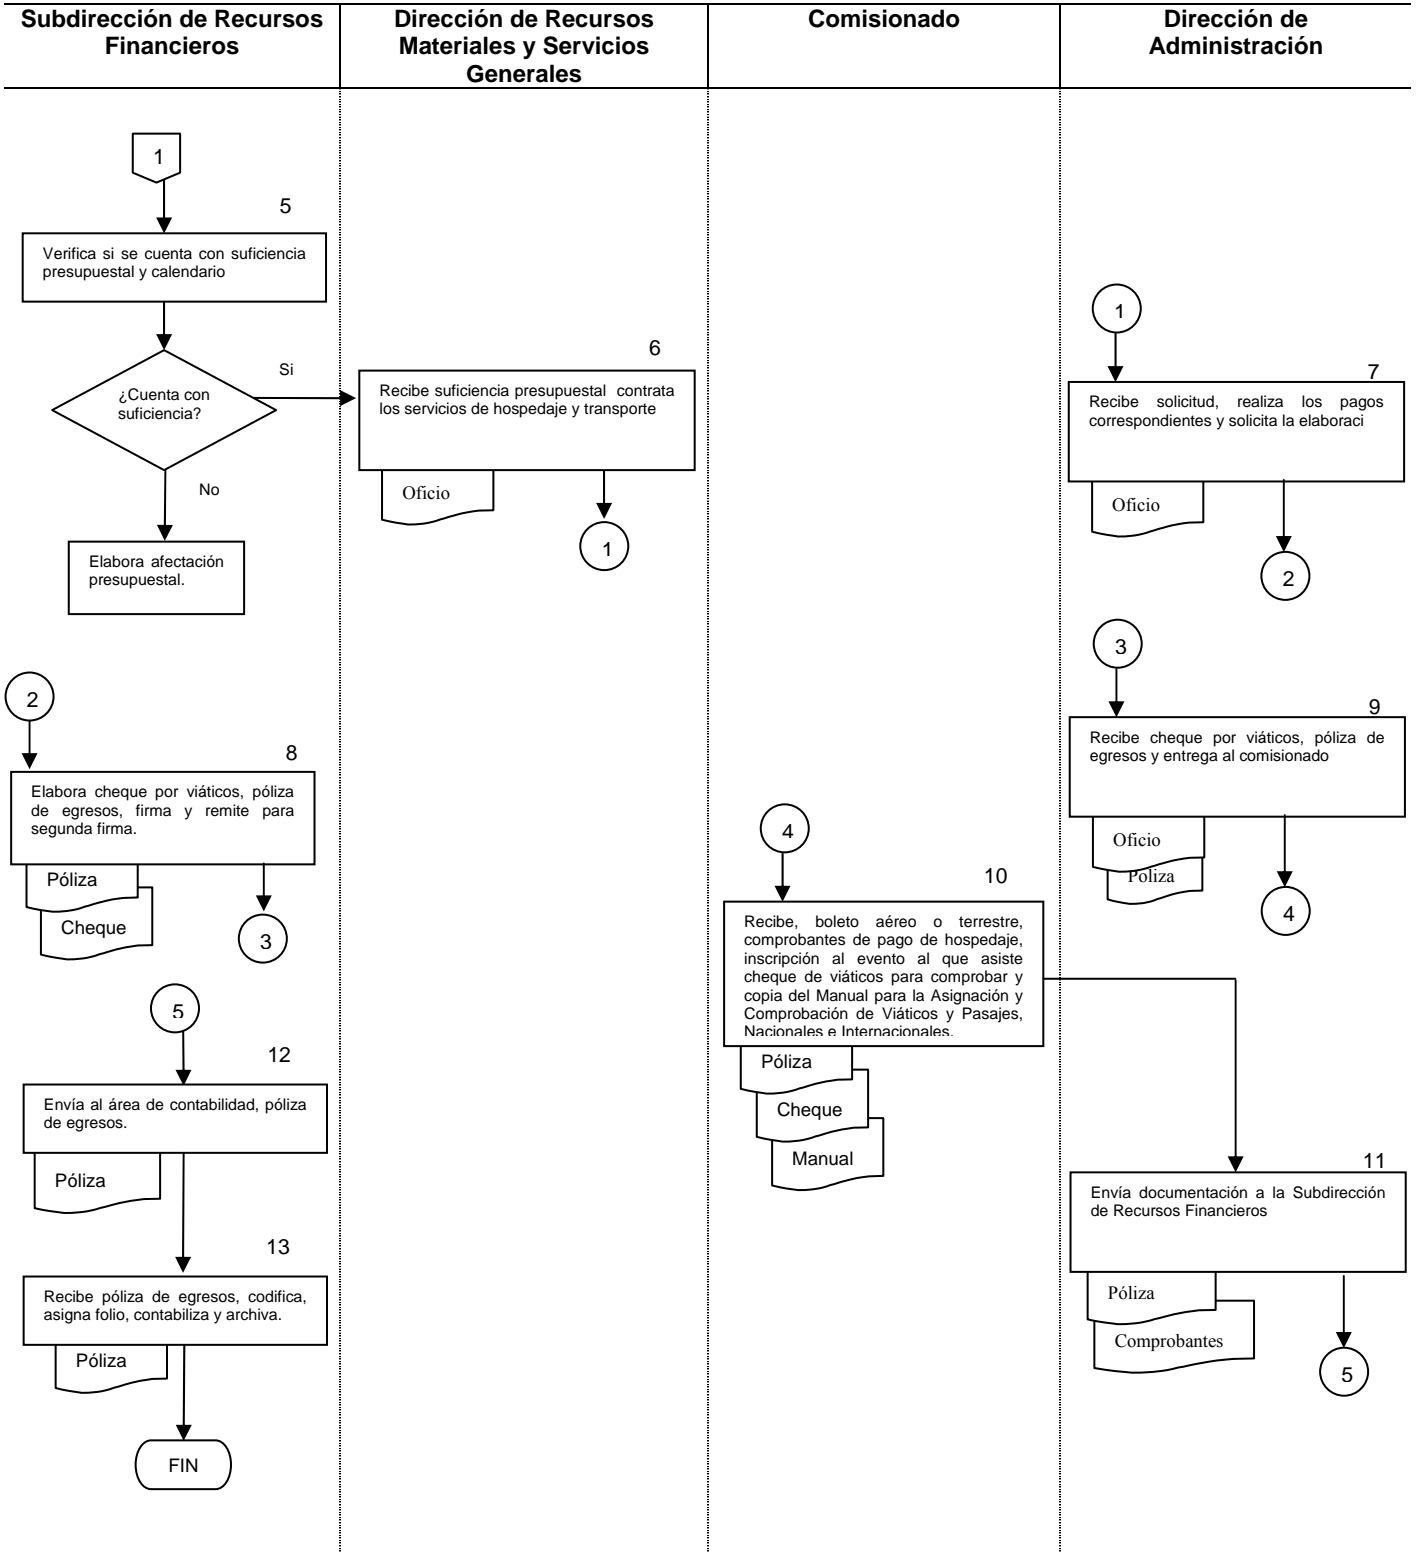 Subdirección de Recursos
Financieros
Dirección de Recursos
Materiales y Servicios
Generales
Comisionado
Dirección de
Administración
1
5
Verifica si se cuenta con suficiencia
presupuestal y calendario
¿Cuenta con
suficiencia?
Si
No
Elabora afectación
presupuestal.
6
Recibe suficiencia presupuestal contrata
los servicios de hospedaje y transporte
Oficio
1
1
7
Recibe solicitud, realiza los pagos
correspondientes y solicita la elaboraci
Oficio
2
2
8
Elabora cheque por viáticos, póliza
de egresos, firma y remite para
segunda firma.
Póliza
Cheque
3
3
9
Recibe cheque por viáticos, póliza de
egresos y entrega al comisionado
Oficio
Póliza
4
4
10
Recibe, boleto aéreo o terrestre,
comprobantes de pago de hospedaje,
inscripción al evento al que asiste
cheque de viáticos para comprobar y
copia del Manual para la Asignación y
Comprobación de Viáticos y Pasajes,
Nacionales e Internacionales.
Póliza
Cheque
Manual
11
Envía documentación a la Subdirección
de Recursos Financieros
Póliza
Comprobantes
5
5
12
Envía al área de contabilidad, póliza
de egresos.
Póliza
13
Recibe póliza de egresos, codifica,
asigna folio, contabiliza y archiva.
Póliza
FIN